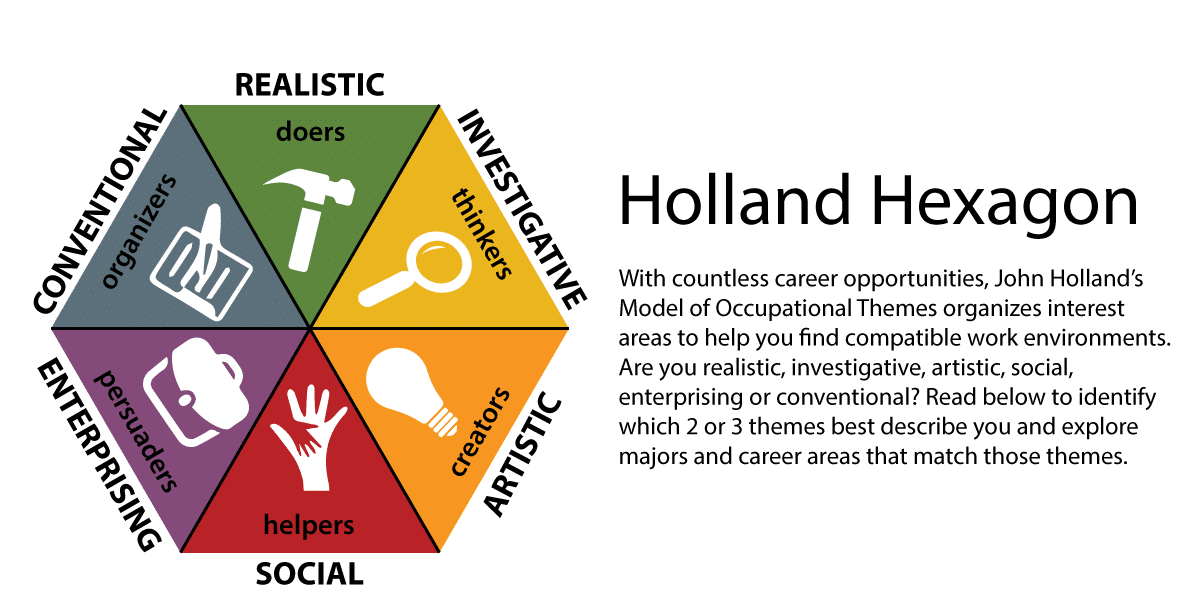 REALISTIC
doers
INVESTIGATIVE
thinkers
ARTISTIC
creators
SOCIAL
helpers
ENTERPRISING
persuaders
CONVENTIONAL
organizers
Holland Hexagon
With countless career opportunities, John Holland’s
Model of Occupational Themes organizes interest
areas to help you find compatible work environments.
Are you realistic, investigative, artistic, social,
enterprising or conventional? Read below to identify
which 2 or 3 themes best describe you and explore
majors and career areas that match those themes.